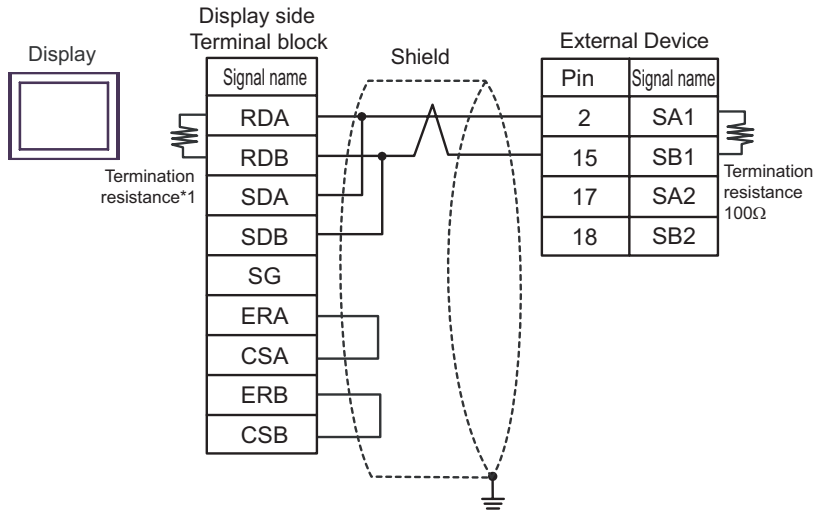 Display
Display side
Terminal block
Signal name
RDA
RDB
SDA
SDB
SG
ERA
CSA
ERB
CSB
Termination
resistance*1
Shield
External Device
Pin Signal name
2 SA1
15 SB1
17 SA2
18 SB2
Termination
resistance
100Ω